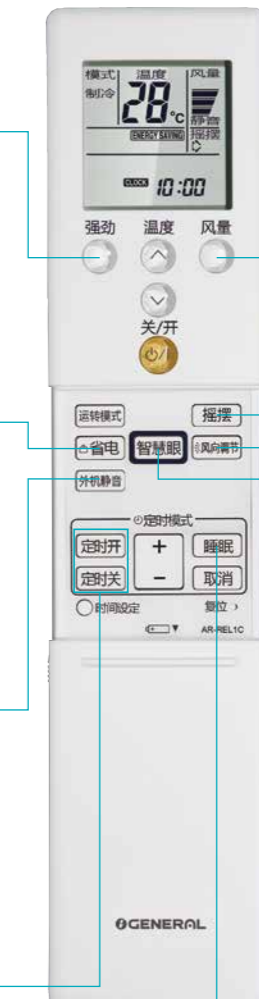 模式 温度 风量
制冷 28°C 静音
ENERGY SAVING 摇摆
CLOCK 10:00
强劲 温度 风量
关/开
运转模式 摇摆
省电 智慧眼 风向调节
外机静音
定时模式
定时开 + 睡眠
定时关 - 取消
时间设定 复位 ›
AR-REL1C
GENERAL